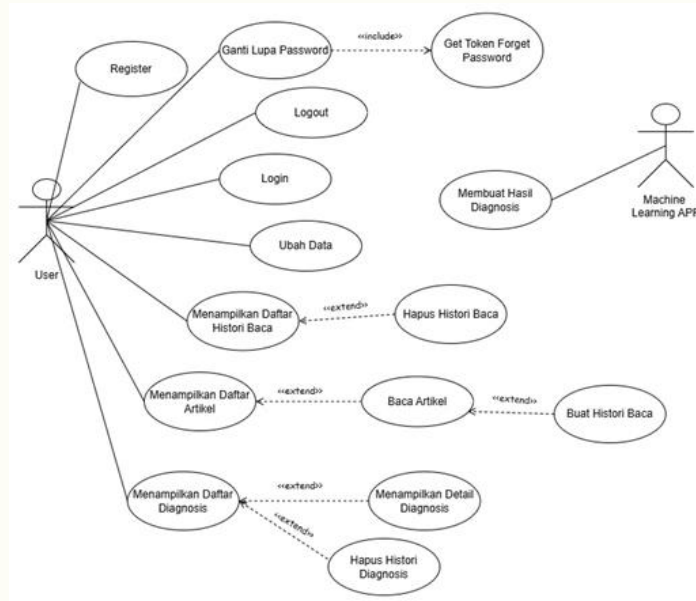 Register
Ganti Lupa Password
<<include>>
Get Token Forget
Password
Logout
Login
Ubah Data
User
Membuat Hasil
Diagnosis
Machine
Learning APP
Menampilkan Daftar
Histori Baca
<<extend>>
Hapus Histori Baca
Menampilkan Daftar
Artikel
<<extend>>
Baca Artikel
<<extend>>
Buat Histori Baca
Menampilkan Daftar
Diagnosis
<<extend>>
Menampilkan Detail
Diagnosis
<<extend>>
Hapus Histori
Diagnosis